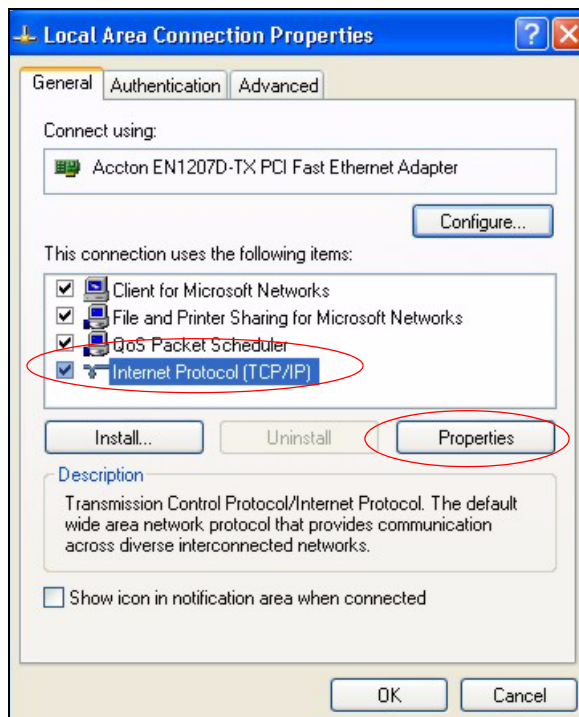 Local Area Connection Properties
General Authentication Advanced
Connect using:
Accton EN1207D-TX PCI Fast Ethernet Adapter
Configure...
This connection uses the following items:
Client for Microsoft Networks
File and Printer Sharing for Microsoft Networks
QoS Packet Scheduler
Internet Protocol (TCP/IP)
Install... Uninstall Properties
Description
Transmission Control Protocol/Internet Protocol. The default
wide area network protocol that provides communication
across diverse interconnected networks.
Show icon in notification area when connected
OK Cancel